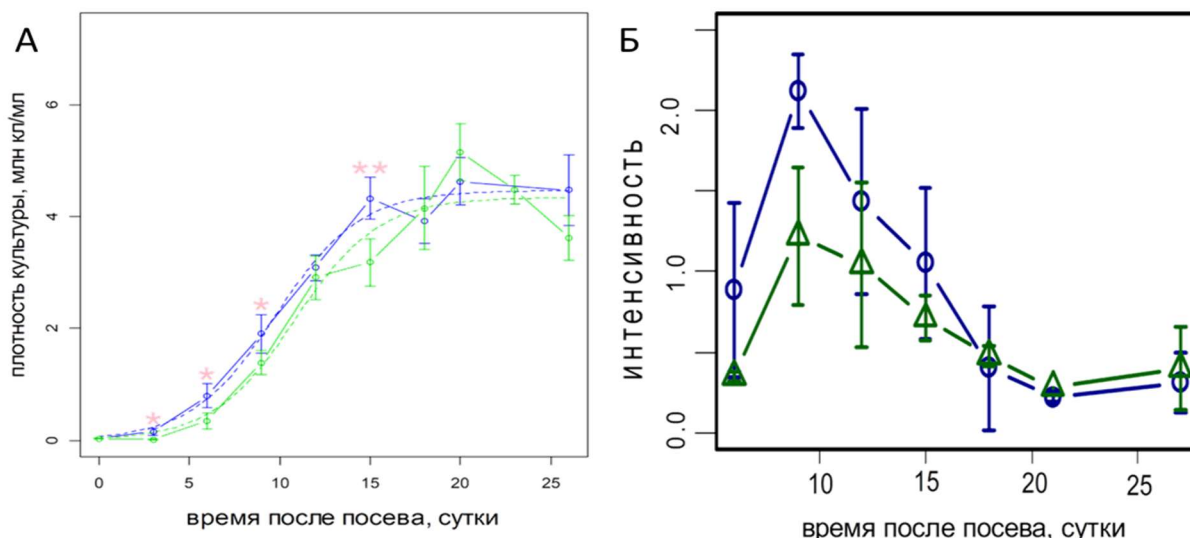 А
плотность культуры, млн кл/мл
6
4
2
0
* * * **
0 5 10 15 20 25
время после посева, сутки
Б
интенсивность
2.0
1.0
0.0
10 15 20 25
время после посева, сутки